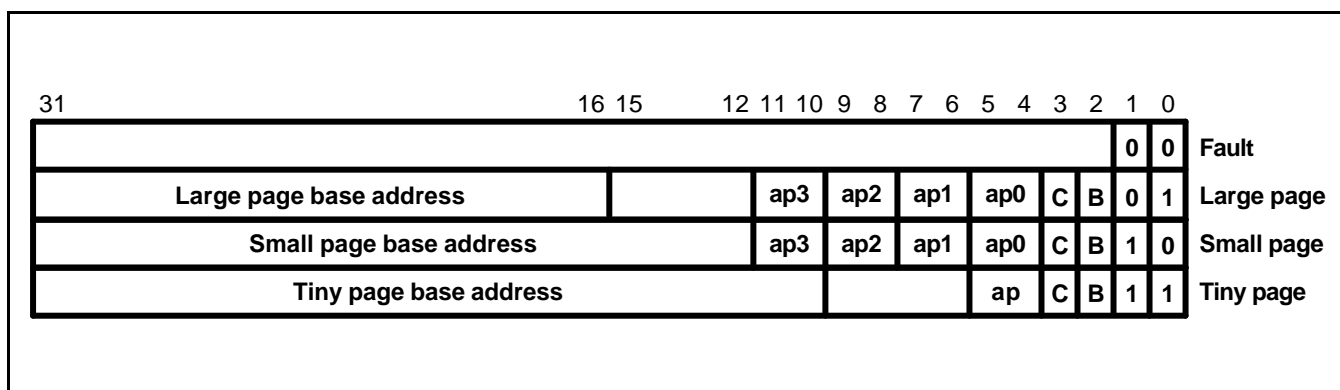 31 16 15 12 11 10 9 8 7 6 5 4 3 2 1 0
0 0 Fault
Large page base address ap3 ap2 ap1 ap0 C B 0 1 Large page
Small page base address ap3 ap2 ap1 ap0 C B 1 0 Small page
Tiny page base address ap C B 1 1 Tiny page